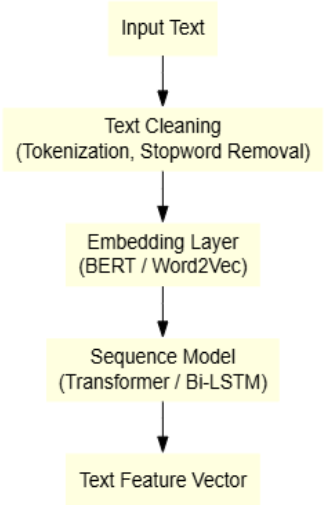 Input Text
Text Cleaning
(Tokenization, Stopword Removal)
Embedding Layer
(BERT / Word2Vec)
Sequence Model
(Transformer / Bi-LSTM)
Text Feature Vector